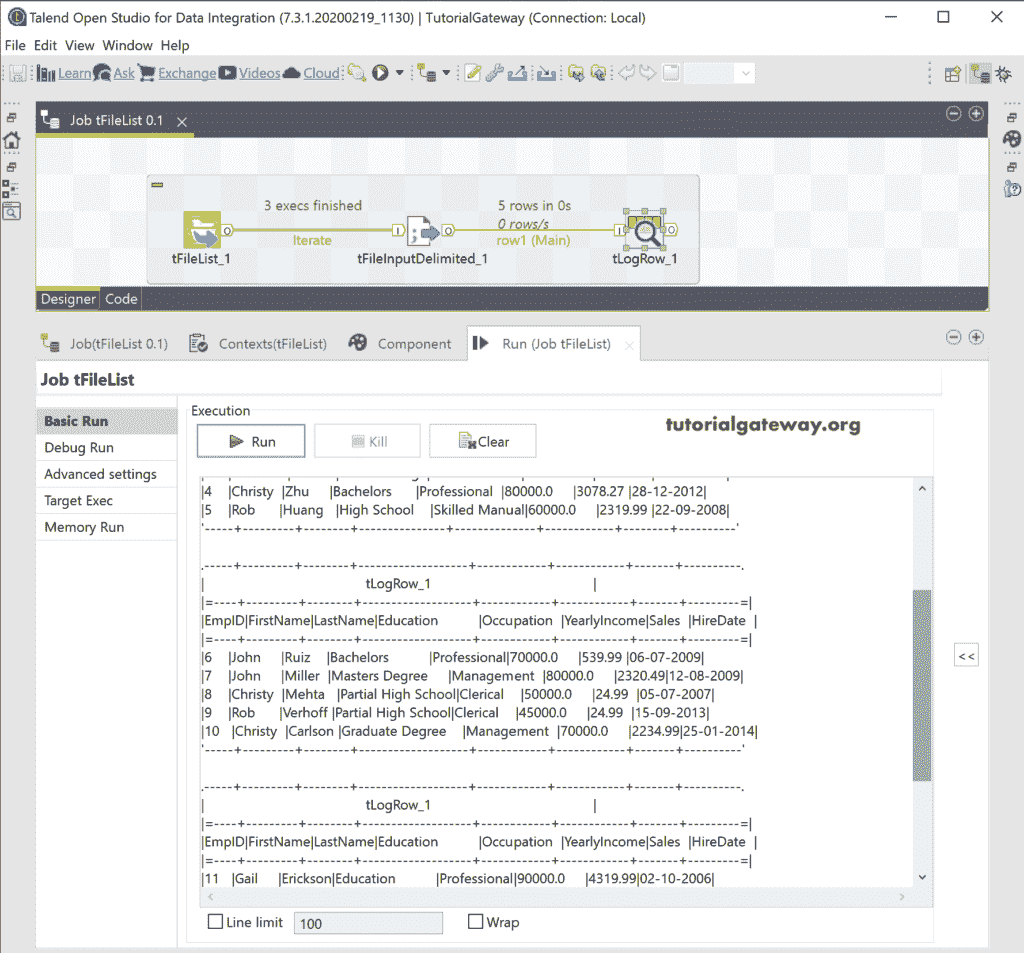 Talend Open Studio for Data Integration (7.3.1.20200219_1130) | TutorialGateway (Connection: Local)
File Edit View Window Help
Learn Ask Exchange Videos Cloud
Job tFileList 0.1
3 execs finished
5 rows in 0s
0 rows/s
Iterate
row1 (Main)
tFileList_1
tFileInputDelimited_1
tLogRow_1
Designer Code
Job(tFileList 0.1) Contexts(tFileList) Component Run (Job tFileList)
Job tFileList
Basic Run
Debug Run
Advanced settings
Target Exec
Memory Run
Execution
tutorialgateway.org
Run Kill Clear
|4 |Christy |Zhu |Bachelors |Professional |80000.0 |3078.27 |28-12-2012|
|5 |Rob |Huang |High School |Skilled Manual|60000.0 |2319.99 |22-09-2008|
'-----+---------+--------+-----------------+--------------+------------+-------+----------'
.-----+---------+--------+-------------------+------------+------------+-------+----------.
| tLogRow_1 |
|=----+---------+--------+-------------------+------------+------------+-------+---------=|
|EmpID|FirstName|LastName|Education |Occupation |YearlyIncome|Sales |HireDate |
|=----+---------+--------+-------------------+------------+------------+-------+---------=|
|6 |John |Ruiz |Bachelors |Professional|70000.0 |539.99 |06-07-2009|
|7 |John |Miller |Masters Degree |Management |80000.0 |2320.49|12-08-2009|
|8 |Christy |Mehta |Partial High School|Clerical |50000.0 |24.99 |05-07-2007|
|9 |Rob |Verhoff |Partial High School|Clerical |45000.0 |24.99 |15-09-2013|
|10 |Christy |Carlson |Graduate Degree |Management |70000.0 |2234.99|25-01-2014|
'-----+---------+--------+-------------------+------------+------------+-------+----------'
.-----+---------+--------+-------------------+------------+------------+-------+----------.
| tLogRow_1 |
|=----+---------+--------+-------------------+------------+------------+-------+---------=|
|EmpID|FirstName|LastName|Education |Occupation |YearlyIncome|Sales |HireDate |
|=----+---------+--------+-------------------+------------+------------+-------+---------=|
|11 |Gail |Erickson|Education |Professional|90000.0 |4319.99|02-10-2006|
<<
Line limit 100 Wrap